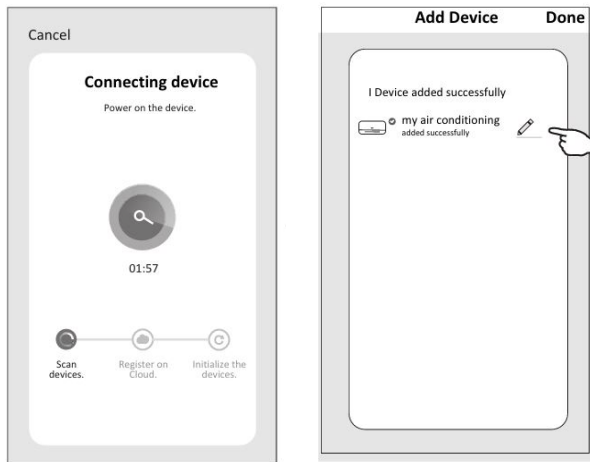 Cancel
Connecting device
Power on the device.
01:57
Scan
devices.
Register on
Cloud.
Initialize the
devices.
Add Device
Done
I Device added successfully
my air conditioning
added successfully